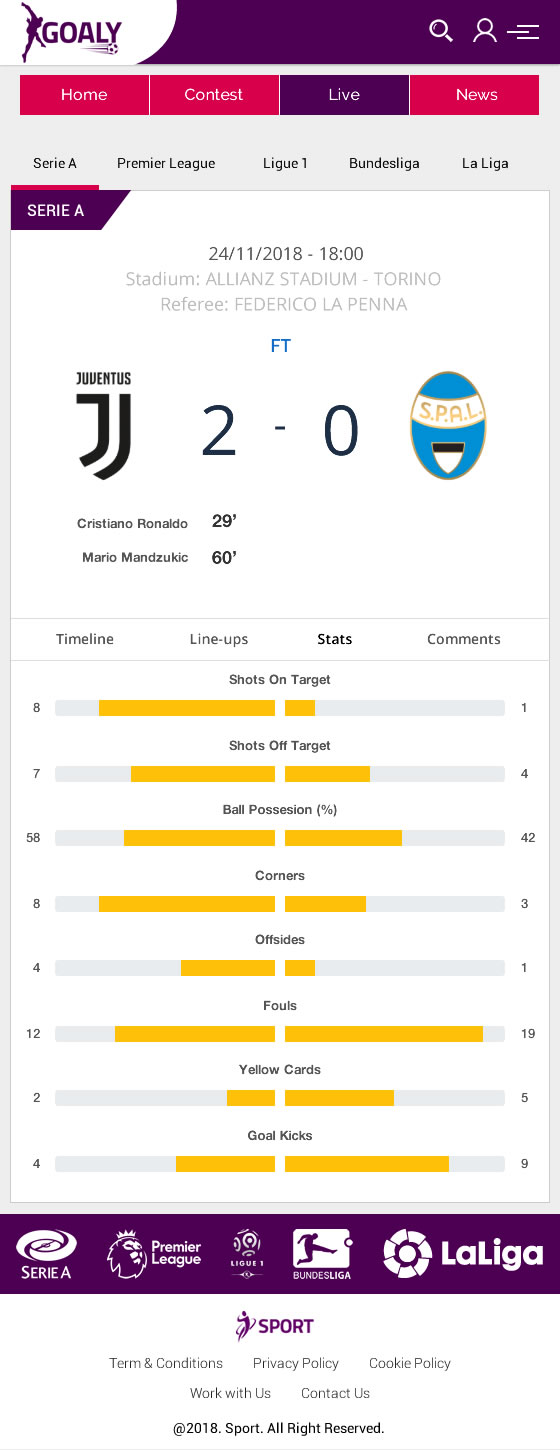 GOALY
Home Contest Live News
Serie A Premier League Ligue 1 Bundesliga La Liga
SERIE A
24/11/2018 - 18:00
Stadium: ALLIANZ STADIUM - TORINO
Referee: FEDERICO LA PENNA
FT
JUVENTUS
2 - 0
S.P.A.L.
Cristiano Ronaldo 29’
Mario Mandzukic 60’
Timeline Line-ups Stats Comments
Shots On Target
8 1
Shots Off Target
7 4
Ball Possesion (%)
58 42
Corners
8 3
Offsides
4 1
Fouls
12 19
Yellow Cards
2 5
Goal Kicks
4 9
SERIE A
Premier
League
LIGUE 1
BUNDESLIGA
LaLiga
SPORT
Term & Conditions Privacy Policy Cookie Policy
Work with Us Contact Us
@2018. Sport. All Right Reserved.